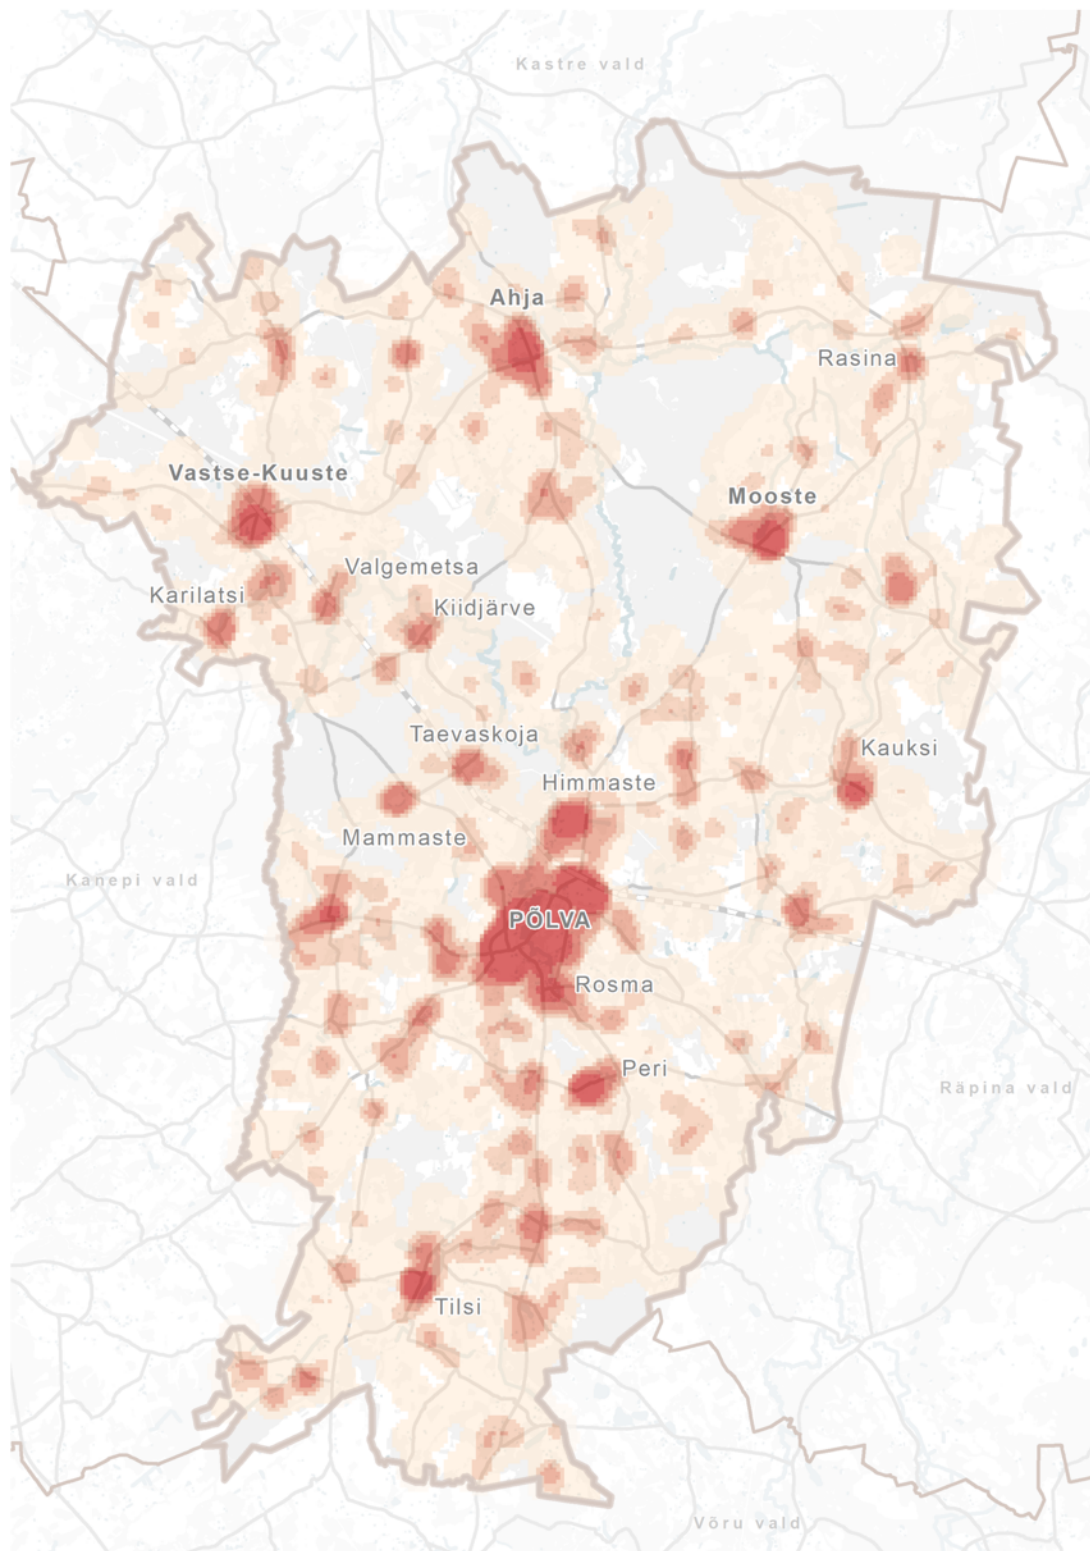 Kastre vald
Ahja
Rasina
Vastse-Kuuste
Mooste
Valgemetsa
Karilatsi
Kiidjärve
Taevaskoja
Kauksi
Himmaste
Mammaste
Kanepi vald
PÕLVA
Rosma
Peri
Räpina vald
Tilsi
Võru vald